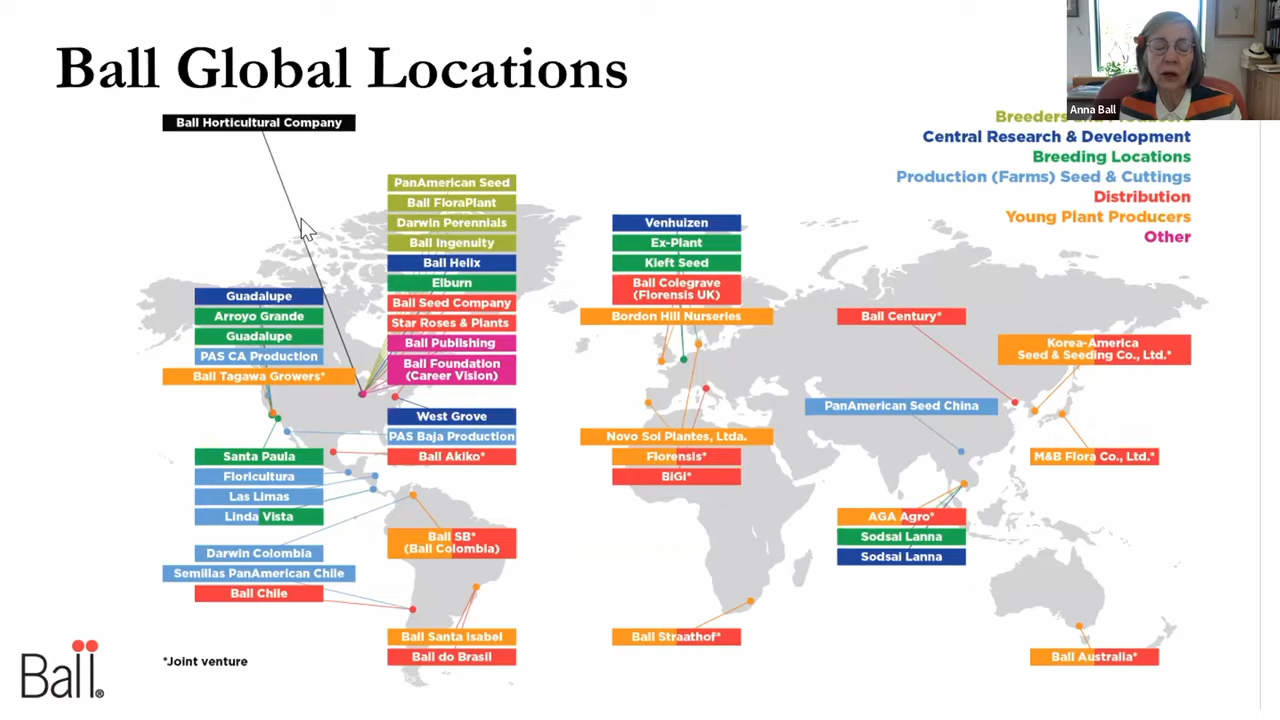 Ball Global Locations
Anna Ball
Ball Horticultural Company
Breeders and
Central Research & Development
Breeding Locations
Production (Farms) Seed & Cuttings
Distribution
Young Plant Producers
Other
PanAmerican Seed
Ball FloraPlant
Darwin Perennials
Ball Ingenuity
Ball Helix
Elburn
Ball Seed Company
Star Roses & Plants
Ball Publishing
Ball Foundation
(Career Vision)
West Grove
PAS Baja Production
Ball Akiko*
Guadalupe
Arroyo Grande
Guadalupe
PAS CA Production
Ball Tagawa Growers*
Santa Paula
Floricultura
Las Limas
Linda Vista
Darwin Colombia
Semillas PanAmerican Chile
Ball Chile
Ball SB*
(Ball Colombia)
Ball Santa Isabel
Ball do Brasil
Venhuizen
Ex-Plant
Kieft Seed
Ball Colegrave
(Florensis UK)
Bordon Hill Nurseries
Novo Sol Plantes, Ltda.
Florensis*
BiGi*
Ball Straathof*
Ball Century*
Korea-America
Seed & Seeding Co., Ltd.*
PanAmerican Seed China
M&B Flora Co., Ltd.*
AGA Agro*
Sodsai Lanna
Sodsai Lanna
Ball Australia*
*Joint venture
Ball®